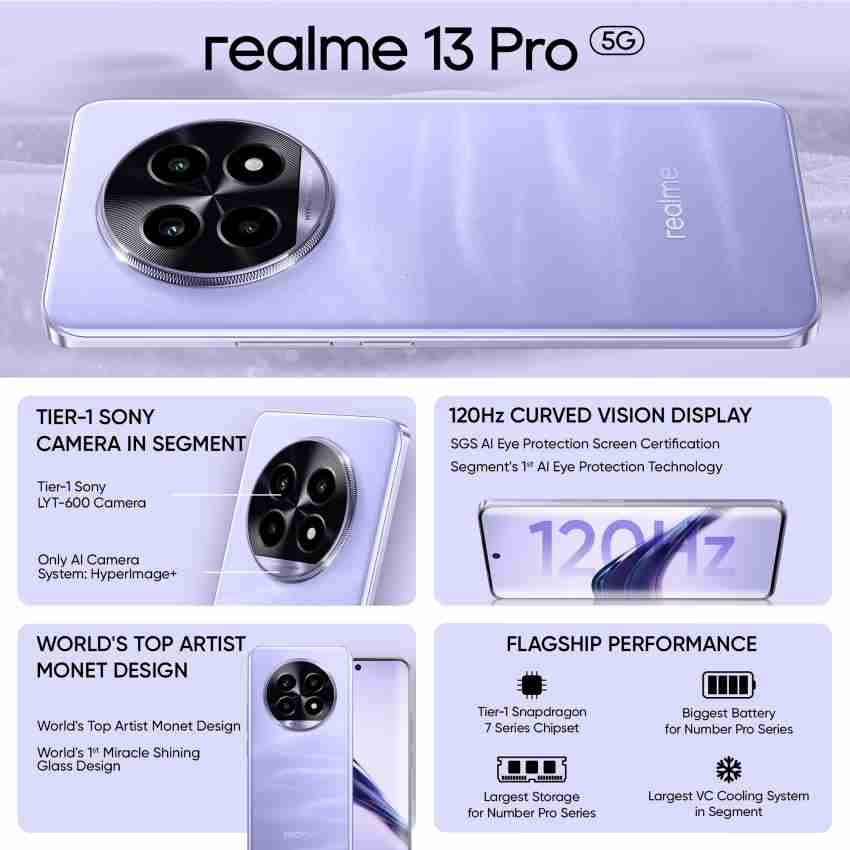 realme 13 Pro 5G
realme
TIER-1 SONY
CAMERA IN SEGMENT
Tier-1 Sony
LYT-600 Camera
Only AI Camera
System: HyperImage+
120Hz CURVED VISION DISPLAY
SGS AI Eye Protection Screen Certification
Segment's 1st AI Eye Protection Technology
120Hz
WORLD'S TOP ARTIST
MONET DESIGN
World's Top Artist Monet Design
World's 1st Miracle Shining
Glass Design
realme
FLAGSHIP PERFORMANCE
Tier-1 Snapdragon
7 Series Chipset
Biggest Battery
for Number Pro Series
Largest Storage
for Number Pro Series
Largest VC Cooling System
in Segment